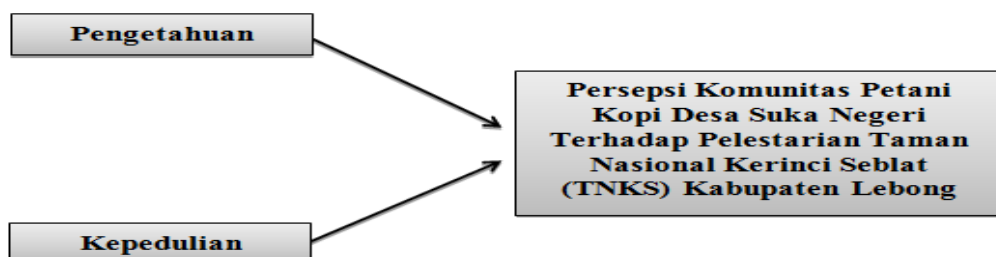 Pengetahuan
Persepsi Komunitas Petani
Kopi Desa Suka Negeri
Terhadap Pelestarian Taman
Nasional Kerinci Seblat
(TNKS) Kabupaten Lebong
Kepedulian